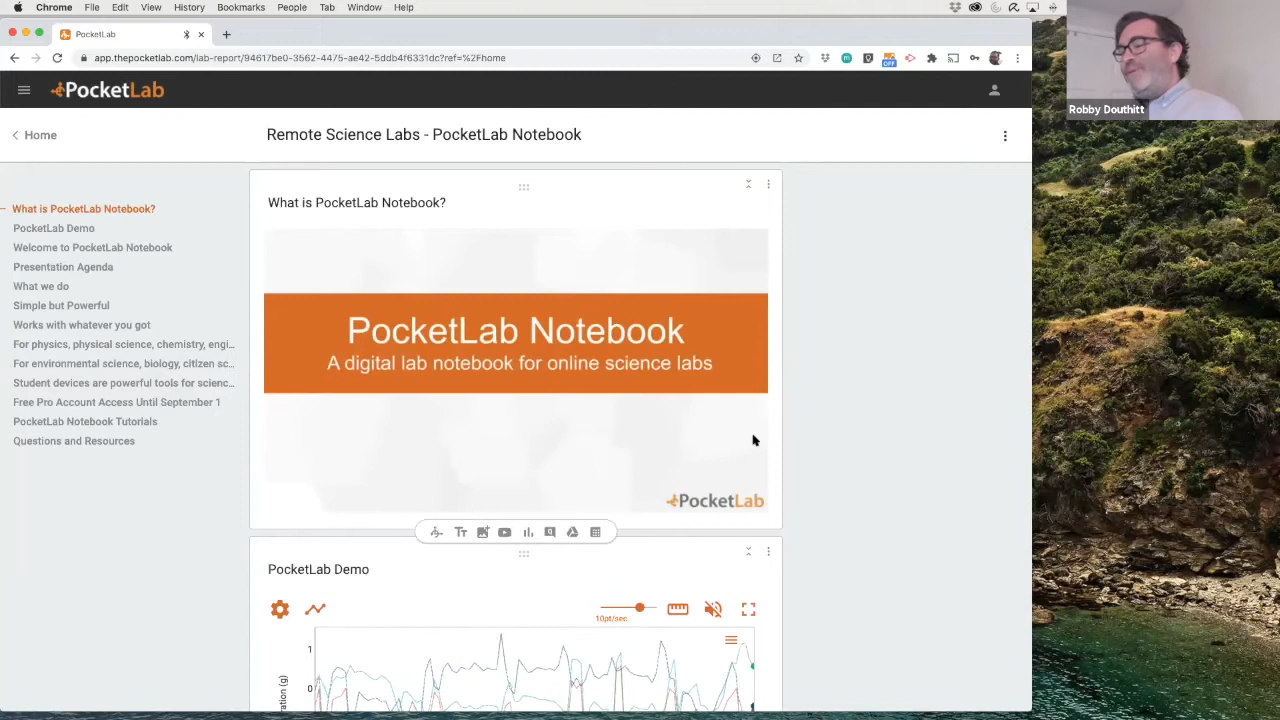 Chrome File Edit View History Bookmarks People Tab Window Help
PocketLab
app.thepocketlab.com/lab-report/94617be0-3562-4475-ae42-5ddb4f6331dc?ref=%2Fhome
OFF
Robby Douthitt
PocketLab
Home
Remote Science Labs - PocketLab Notebook
What is PocketLab Notebook?
PocketLab Demo
Welcome to PocketLab Notebook
Presentation Agenda
What we do
Simple but Powerful
Works with whatever you got
For physics, physical science, chemistry, engi...
For environmental science, biology, citizen sc...
Student devices are powerful tools for scienc...
Free Pro Account Access Until September 1
PocketLab Notebook Tutorials
Questions and Resources
What is PocketLab Notebook?
PocketLab Notebook
A digital lab notebook for online science labs
PocketLab
Tт
PocketLab Demo
10pt/sec
1
0
(g)